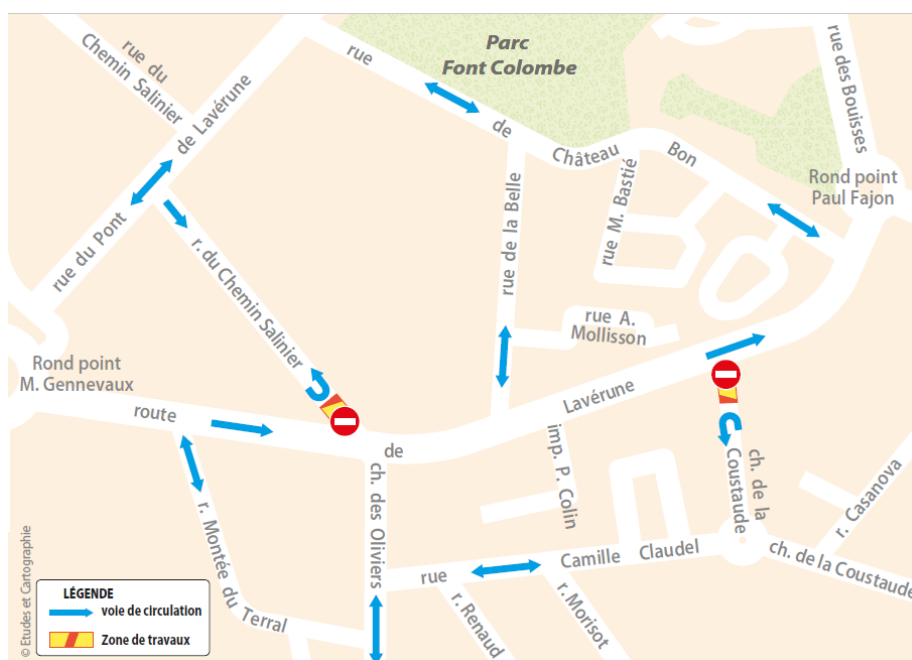 Parc
Font Colombe
rue du
Chemin Salinier
rue
de
Château
Bon
rue des Bouisses
Rond point
Paul Fajon
rue du Pont
de Lavérune
r. du Chemin Salinier
rue de la Belle
rue M. Bastié
rue A.
Mollisson
Rond point
M. Gennevaux
route
de
Lavérune
imp. P. Colin
ch. des Oliviers
r. Montée du Terral
rue
Camille
Claudel
r. Renaud
r. Morisot
ch. de la
Coustaude
r. Casanova
ch. de la Coustaude
© Etudes et Cartographie
LÉGENDE
voie de circulation
Zone de travaux